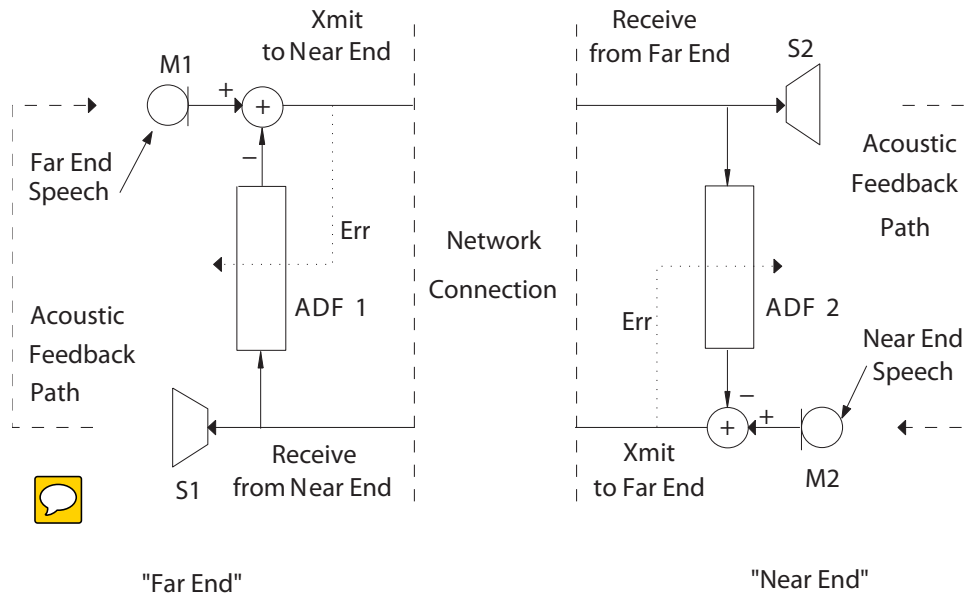 Xmit
to Near End
M1
+
+
−
Far End
Speech
Err
ADF 1
Acoustic
Feedback
Path
S1
Receive
from Near End
Network
Connection
Receive
from Far End
S2
Acoustic
Feedback
Path
ADF 2
Err
Near End
Speech
−
+
+
M2
Xmit
to Far End
"Far End"
"Near End"